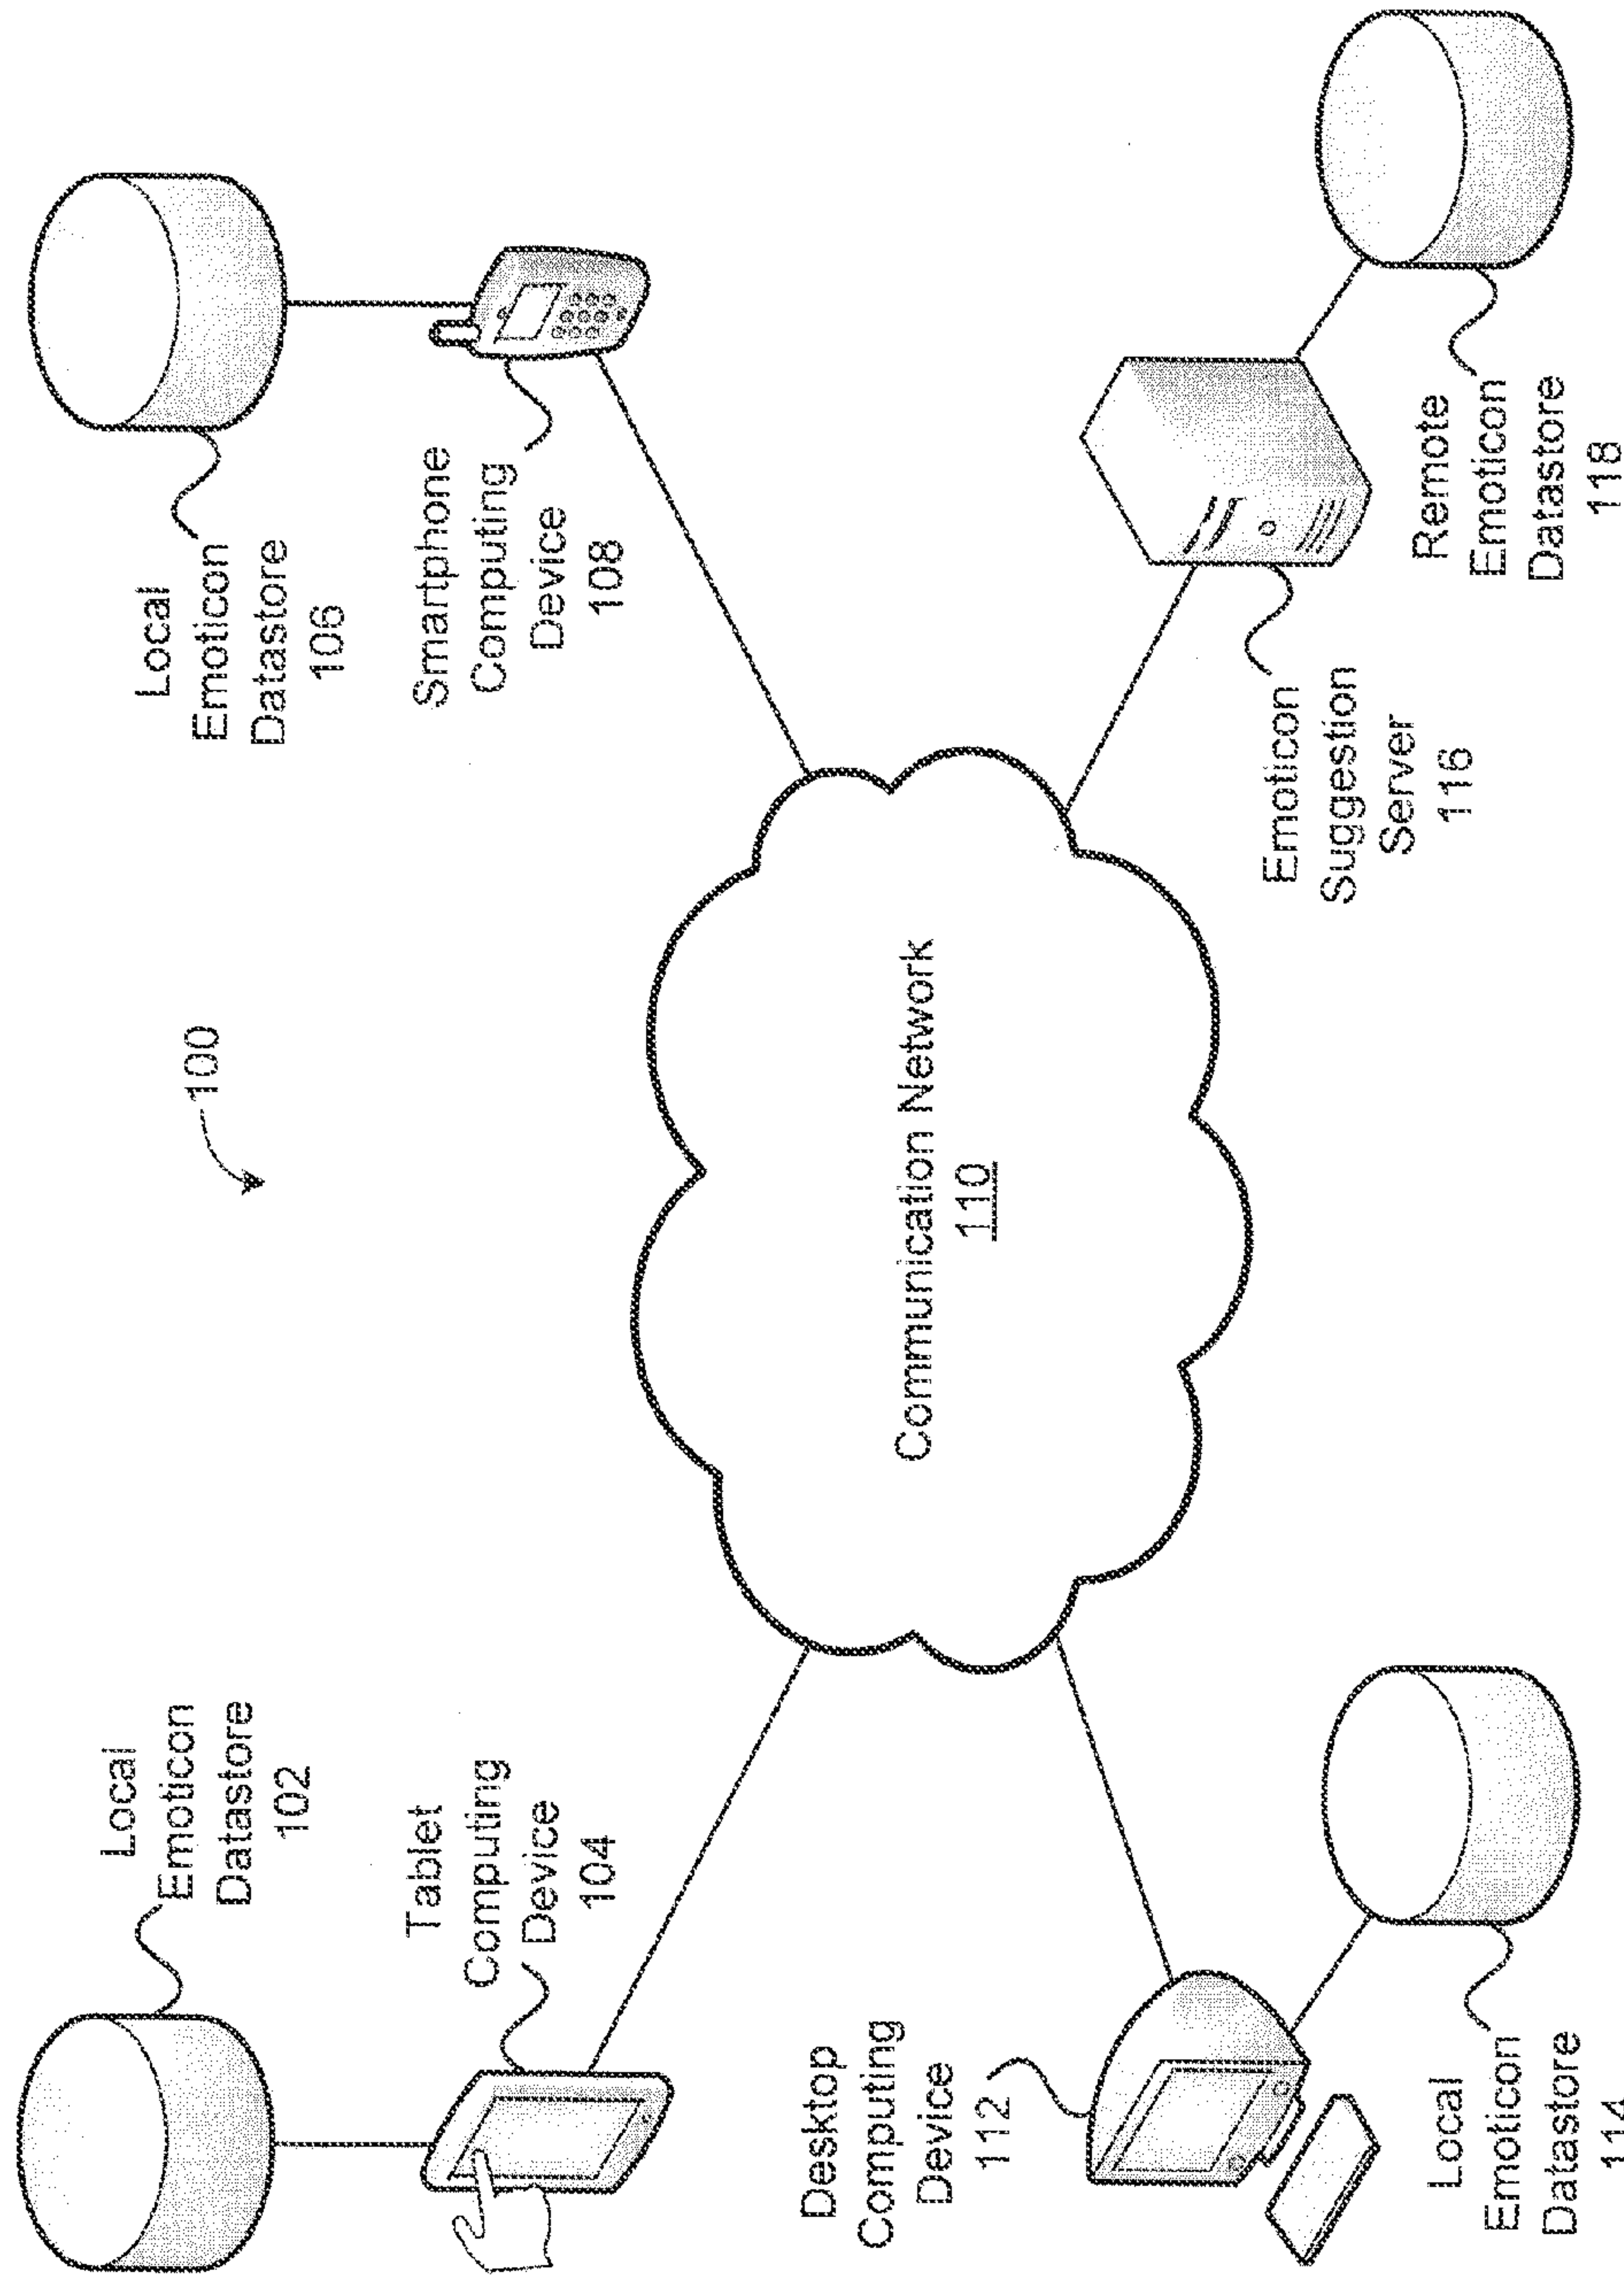 100
Local
Emoticon
Datastore
102
Tablet
Computing
Device
104
Local
Emoticon
Datastore
106
Smartphone
Computing
Device
108
Communication Network
110
Desktop
Computing
Device
112
Local
Emoticon
Datastore
114
Emoticon
Suggestion
Server
116
Remote
Emoticon
Datastore
118